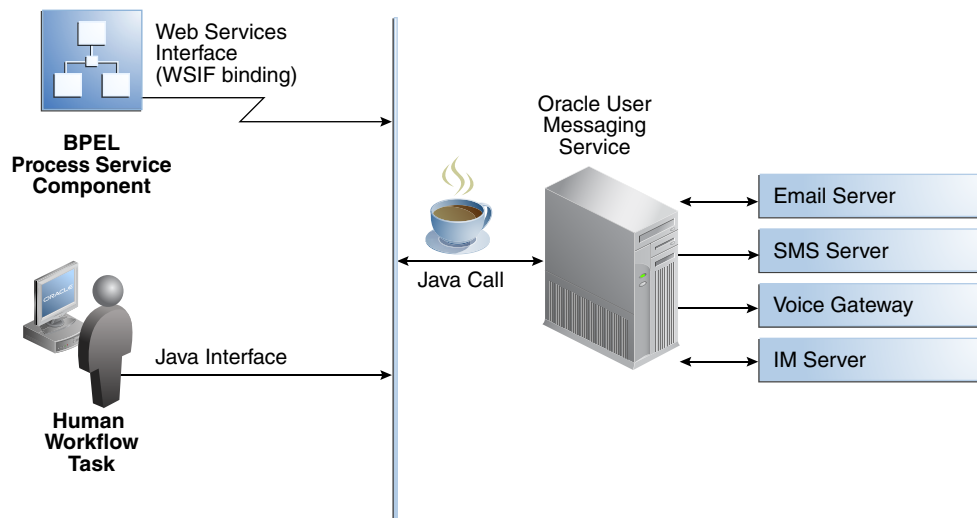 Web Services
Interface
(WSIF binding)
BPEL
Process Service
Component
Oracle User
Messaging
Service
Java Call
Email Server
SMS Server
Voice Gateway
IM Server
ORACLE
Java Interface
Human
Workflow
Task